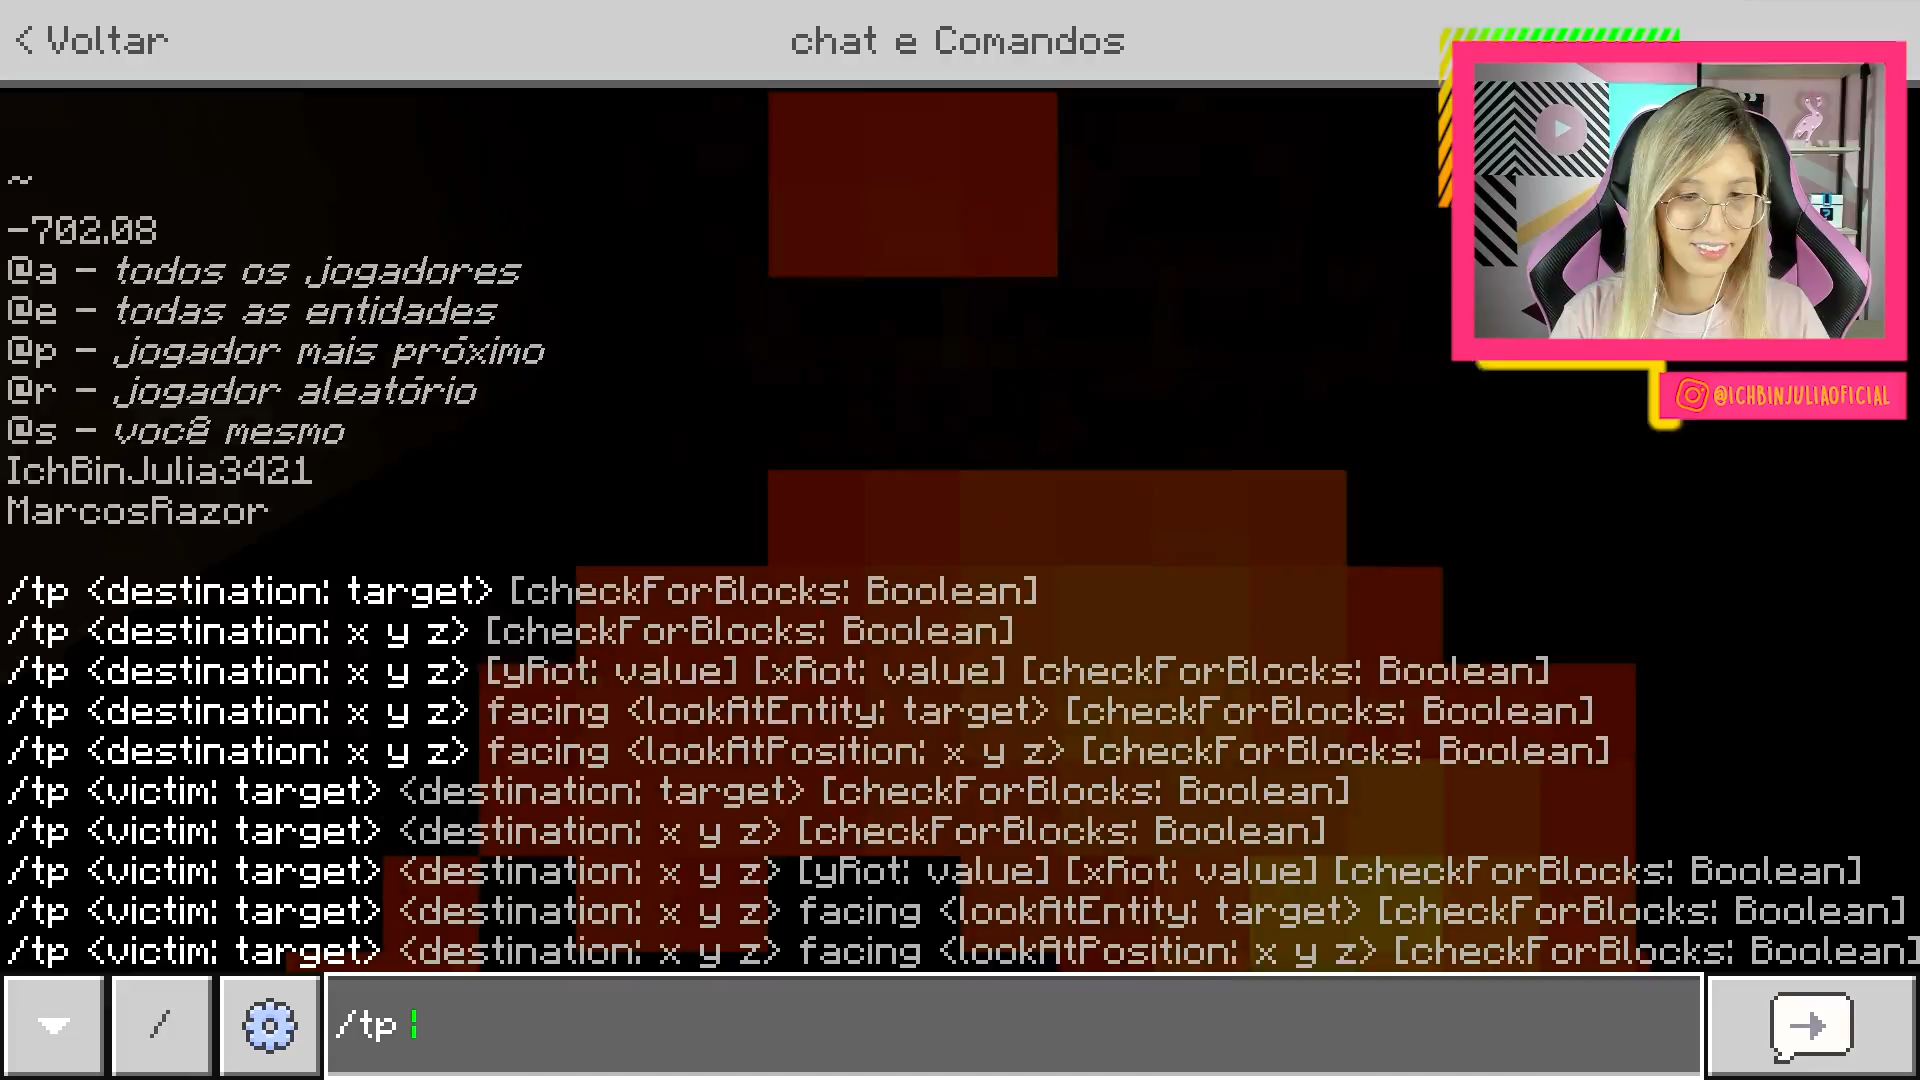 < Voltar
chat e Comandos
~
-702.08
@a - todos os jogadores
@e - todas as entidades
@p - jogador mais próximo
@r - jogador aleatório
@s - você mesmo
IchBinJulia3421
MarcosRazor
@ICHBINJULIAOFICIAL
/tp <destination: target> [checkForBlocks: Boolean]
/tp <destination: x y z> [checkForBlocks: Boolean]
/tp <destination: x y z> [yRot: value] [xRot: value] [checkForBlocks: Boolean]
/tp <destination: x y z> facing <lookAtEntity: target> [checkForBlocks: Boolean]
/tp <destination: x y z> facing <lookAtPosition: x y z> [checkForBlocks: Boolean]
/tp <victim: target> <destination: target> [checkForBlocks: Boolean]
/tp <victim: target> <destination: x y z> [checkForBlocks: Boolean]
/tp <victim: target> <destination: x y z> [yRot: value] [xRot: value] [checkForBlocks: Boolean]
/tp <victim: target> <destination: x y z> facing <lookAtEntity: target> [checkForBlocks: Boolean]
/tp <victim: target> <destination: x y z> facing <lookAtPosition: x y z> [checkForBlocks: Boolean]
/
/tp